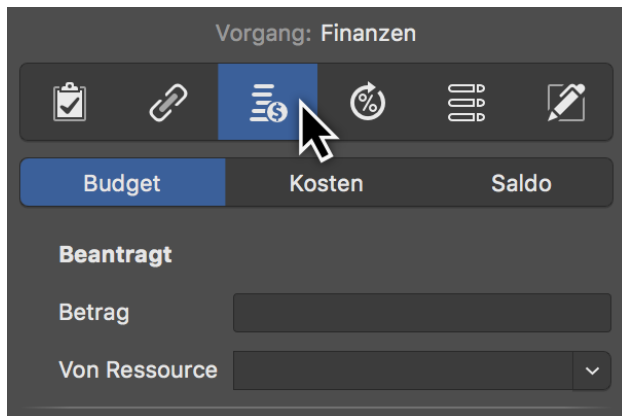 Vorgang: Finanzen
Budget Kosten Saldo
Beantragt
Betrag
Von Ressource